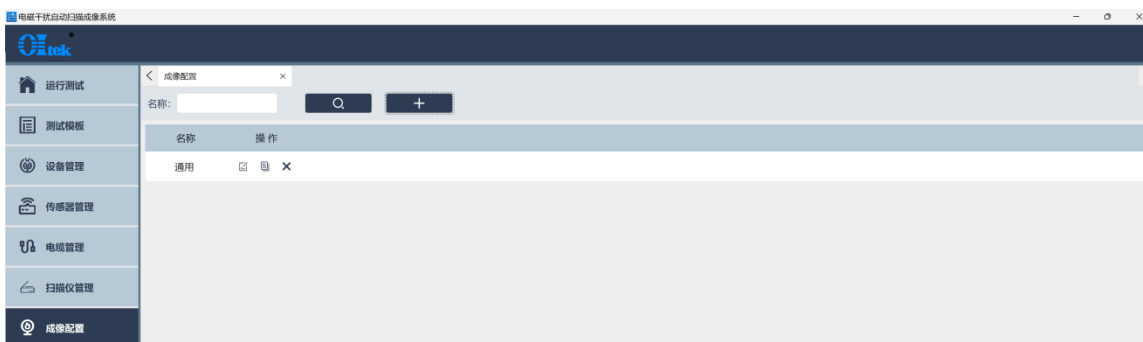 电磁干扰自动扫描成像系统
OItek
运行测试
测试模板
设备管理
传感器管理
电缆管理
扫描仪管理
成像配置
成像配置
名称:
名称 操作
通用